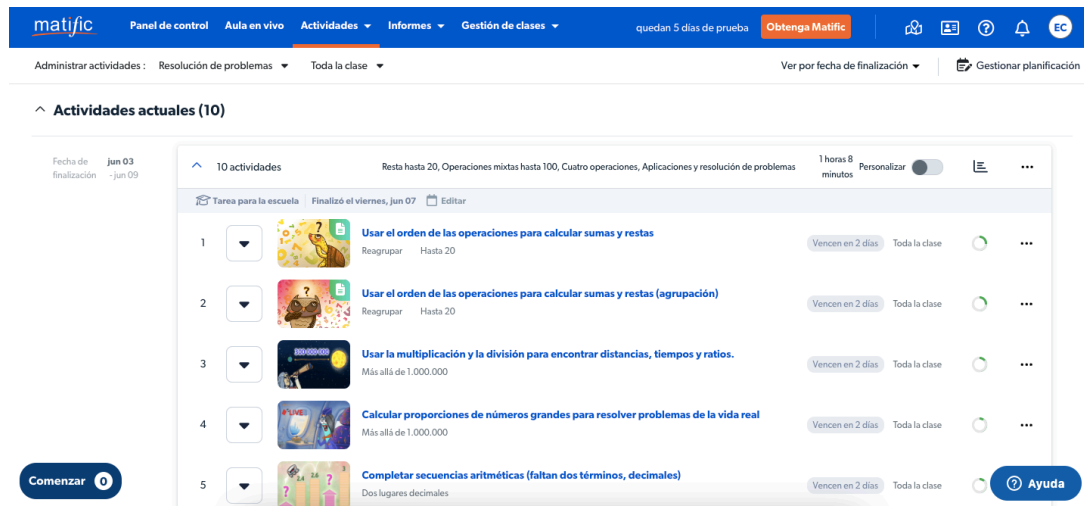 matific Panel de control Aula en vivo Actividades Informes Gestión de clases quedan 5 días de prueba Obtenga Matific EC
Administrar actividades : Resolución de problemas Toda la clase Ver por fecha de finalización Gestionar planificación
Actividades actuales (10)
Fecha de finalización jun 03 - jun 09
10 actividades Resta hasta 20, Operaciones mixtas hasta 100, Cuatro operaciones, Aplicaciones y resolución de problemas 1 horas 8 minutos Personalizar
Tarea para la escuela Finalizó el viernes, jun 07 Editar
1 Usar el orden de las operaciones para calcular sumas y restas
Reagrupar Hasta 20
Vencen en 2 días Toda la clase
2 Usar el orden de las operaciones para calcular sumas y restas (agrupación)
Reagrupar Hasta 20
Vencen en 2 días Toda la clase
3 Usar la multiplicación y la división para encontrar distancias, tiempos y ratios.
Más allá de 1.000.000
Vencen en 2 días Toda la clase
4 Calcular proporciones de números grandes para resolver problemas de la vida real
Más allá de 1.000.000
Vencen en 2 días Toda la clase
5 Completar secuencias aritméticas (faltan dos términos, decimales)
Dos lugares decimales
Vencen en 2 días Toda la clase
Comenzar 0
Ayuda